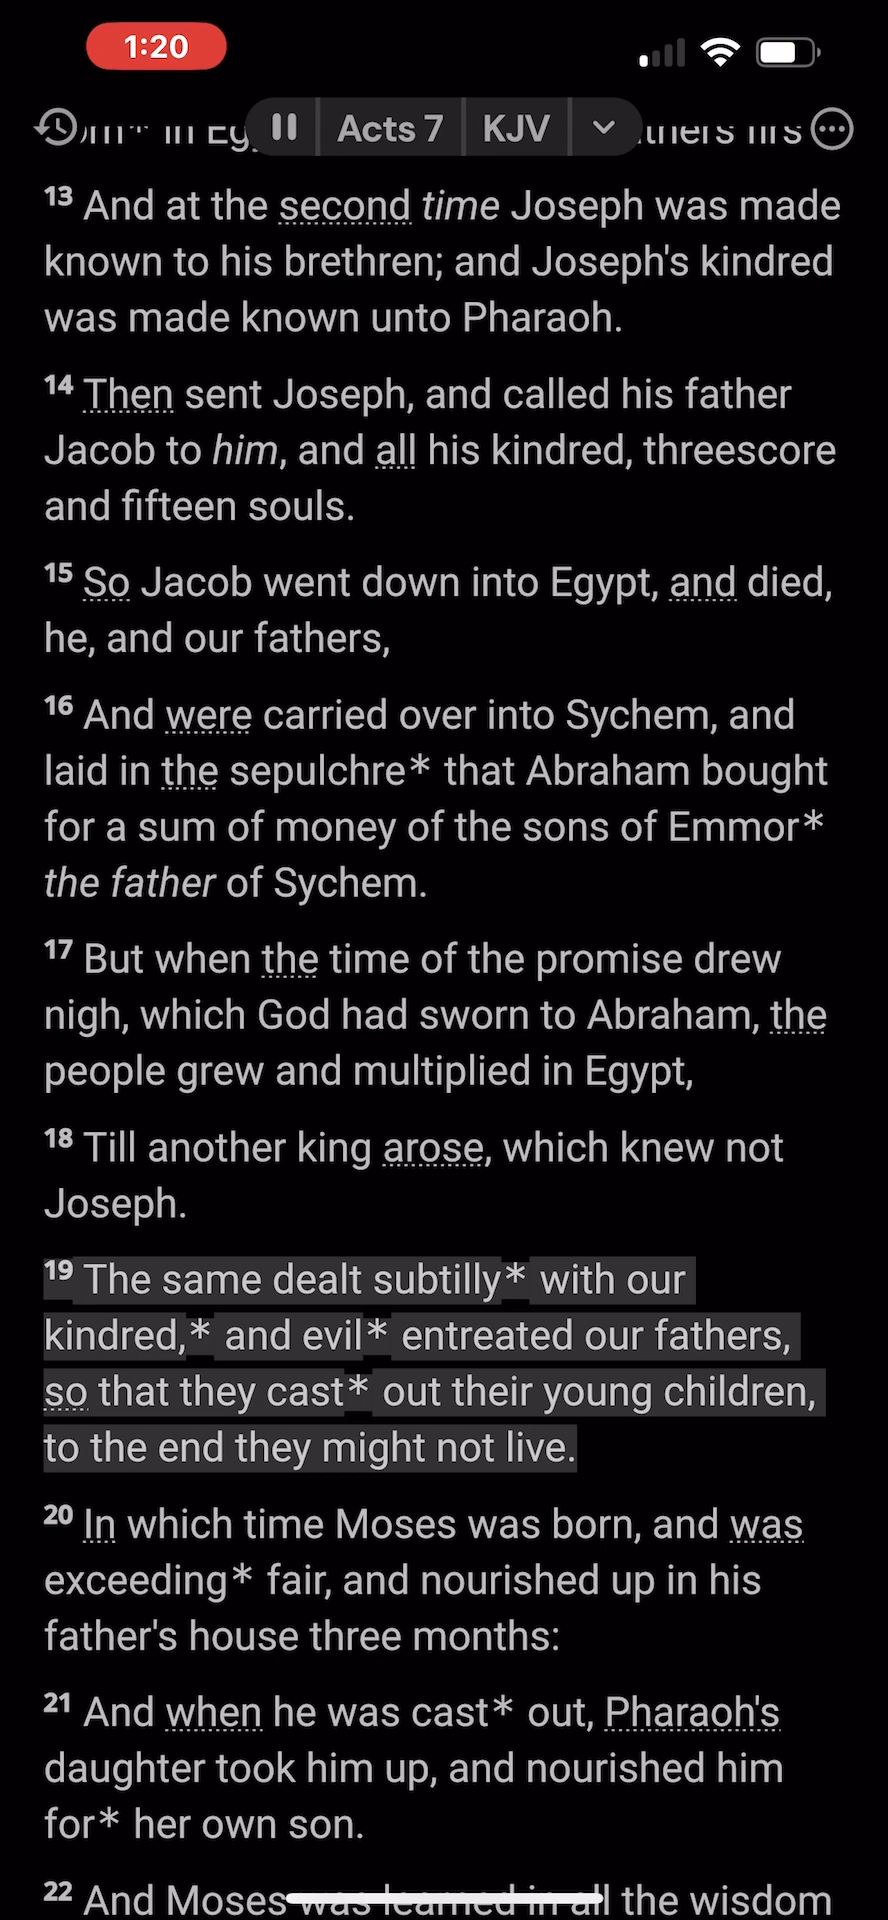 1:20
in Eg
Acts 7 KJV
13 And at the second time Joseph was made
known to his brethren; and Joseph's kindred
was made known unto Pharaoh.
14 Then sent Joseph, and called his father
Jacob to him, and all his kindred, threescore
and fifteen souls.
15 So Jacob went down into Egypt, and died,
he, and our fathers,
16 And were carried over into Sychem, and
laid in the sepulchre* that Abraham bought
for a sum of money of the sons of Emmor*
the father of Sychem.
17 But when the time of the promise drew
nigh, which God had sworn to Abraham, the
people grew and multiplied in Egypt,
18 Till another king arose, which knew not
Joseph.
19 The same dealt subtilly* with our
kindred,* and evil* entreated our fathers,
so that they cast* out their young children,
to the end they might not live.
20 In which time Moses was born, and was
exceeding* fair, and nourished up in his
father's house three months:
21 And when he was cast* out, Pharaoh's
daughter took him up, and nourished him
for* her own son.
22 And Moses was learned in all the wisdom